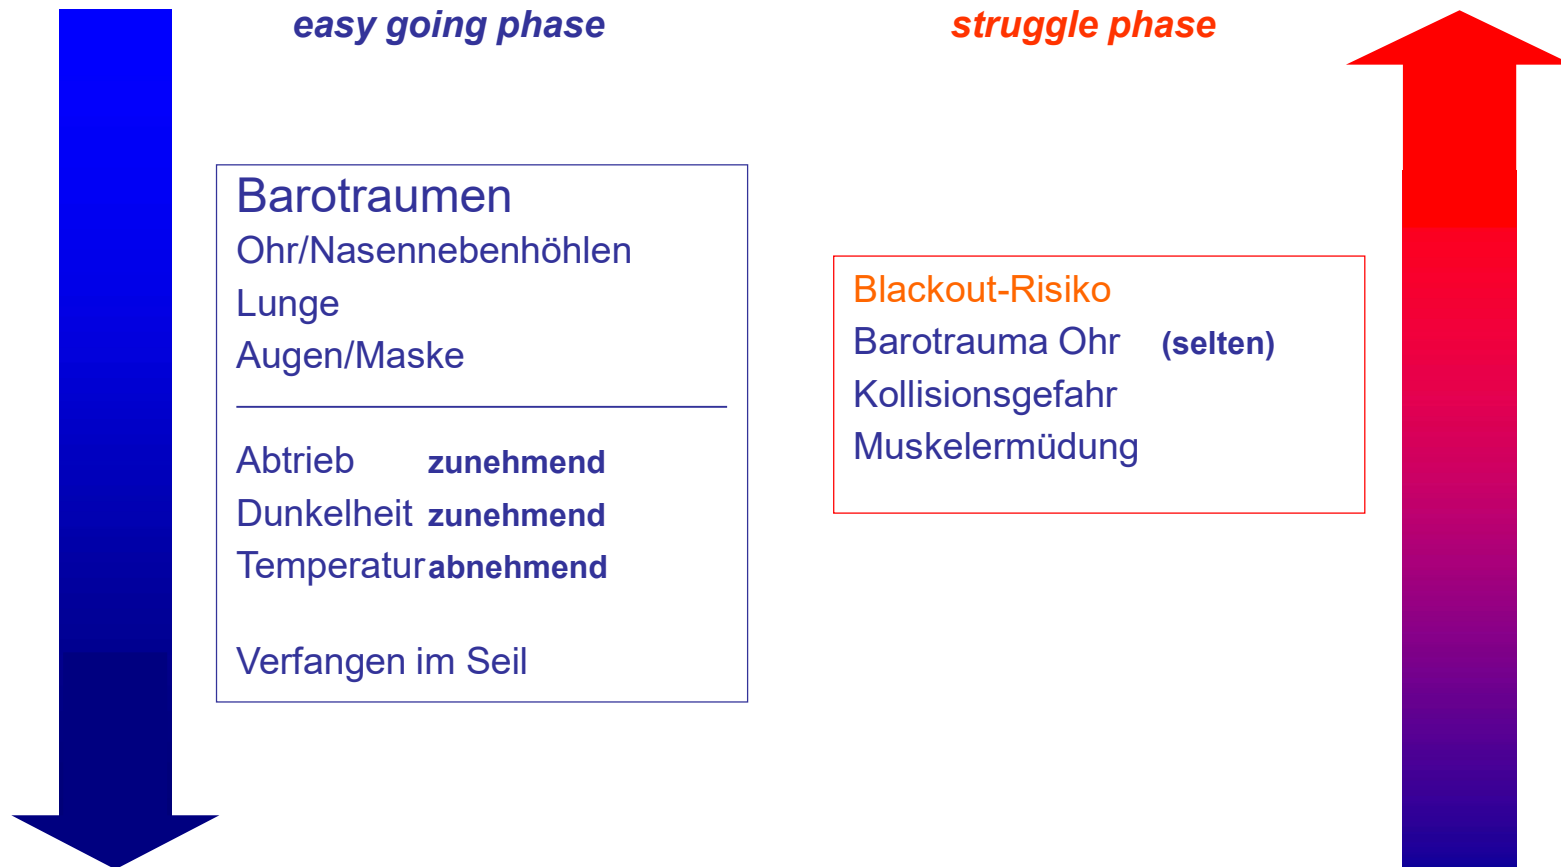 easy going phase
struggle phase
Barotraumen
Ohr/Nasennebenhöhlen
Lunge
Augen/Maske
Abtrieb zunehmend
Dunkelheit zunehmend
Temperatur abnehmend
Verfangen im Seil
Blackout-Risiko
Barotrauma Ohr (selten)
Kollisionsgefahr
Muskelermüdung